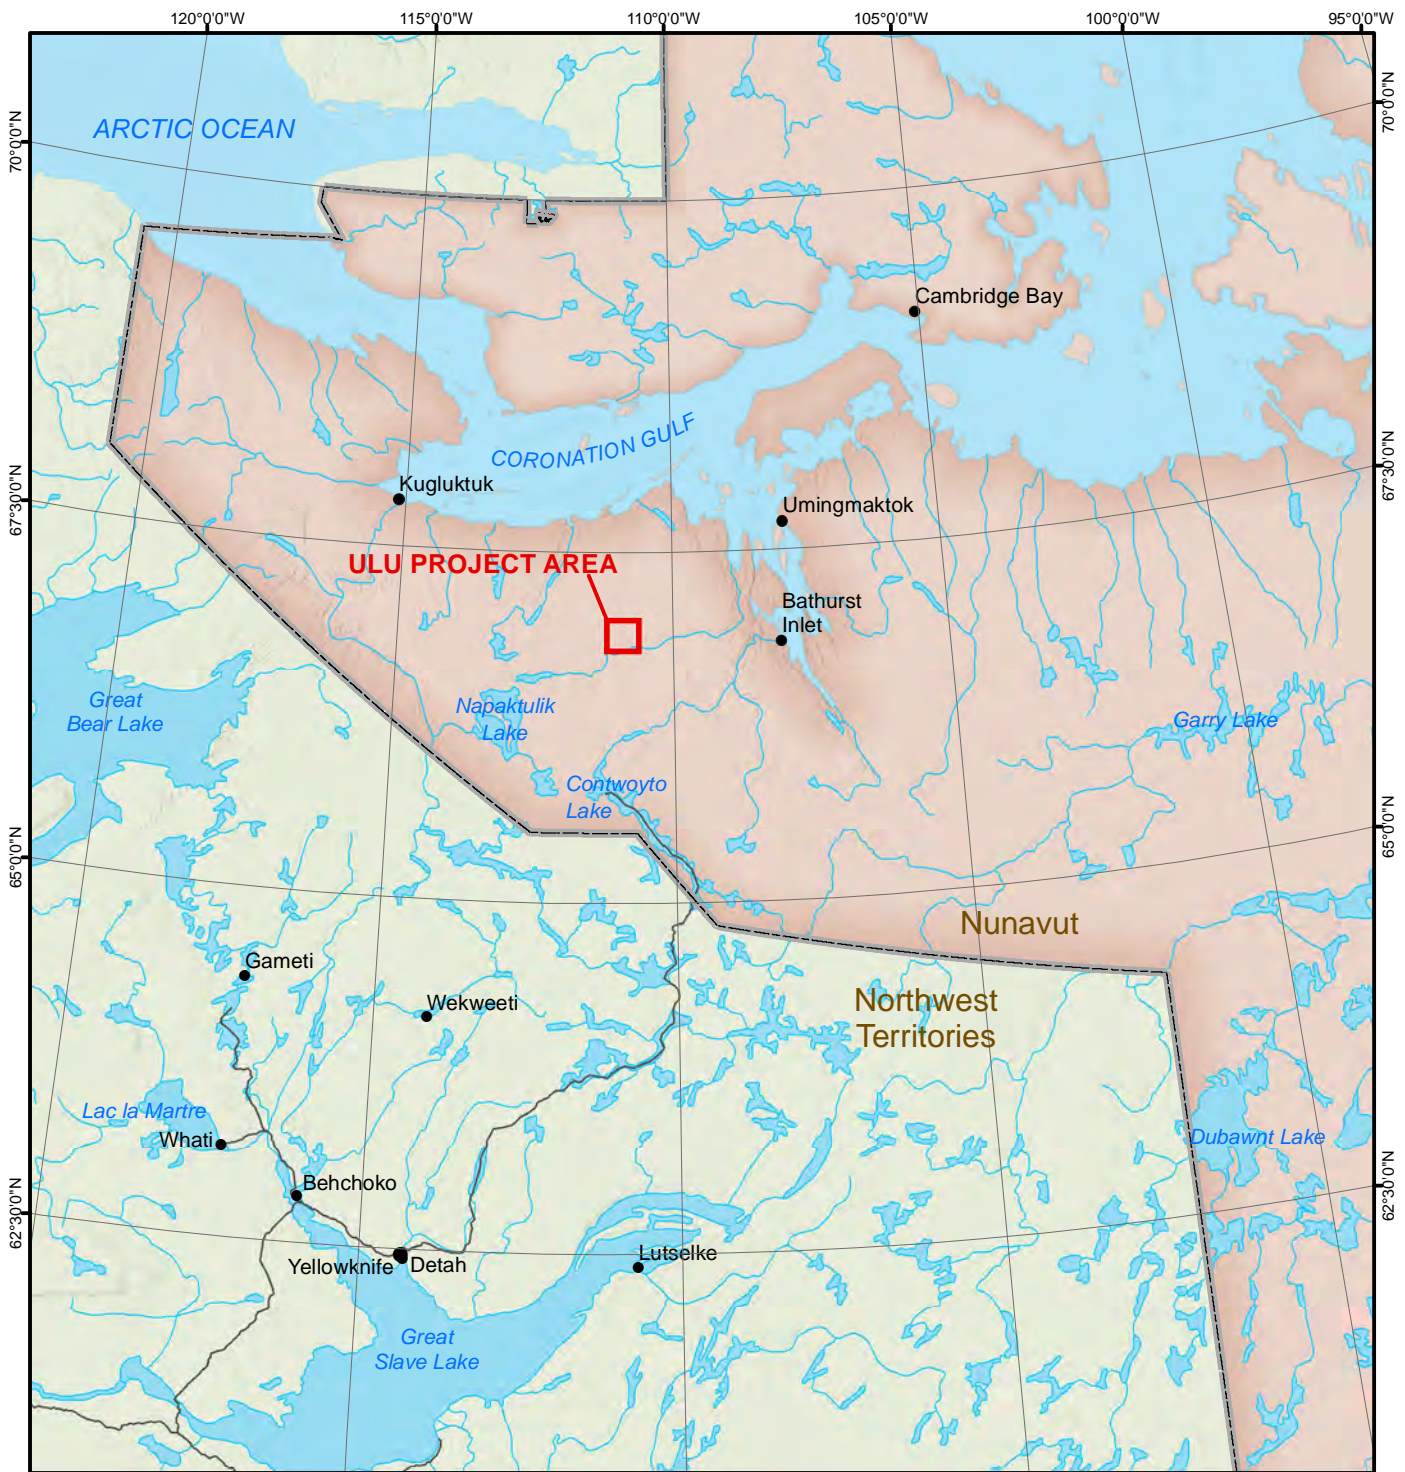 120°0'0"W
115°0'0"W
110°0'0"W
105°0'0"W
100°0'0"W
95°0'0"W
70°0'0"N
70°0'0"N
ARCTIC OCEAN
Cambridge Bay
CORONATION GULF
67°30'0"N
67°30'0"N
Kugluktuk
Umingmaktok
ULU PROJECT AREA
Bathurst
Inlet
Great
Bear Lake
Napaktulik
Lake
Garry Lake
Contwoyto
Lake
65°0'0"N
65°0'0"N
Nunavut
Gameti
Wekweeti
Northwest
Territories
Lac la Martre
Whati
Dubawnt Lake
Behchoko
62°30'0"N
62°30'0"N
Yellowknife
Detah
Lutselke
Great
Slave Lake